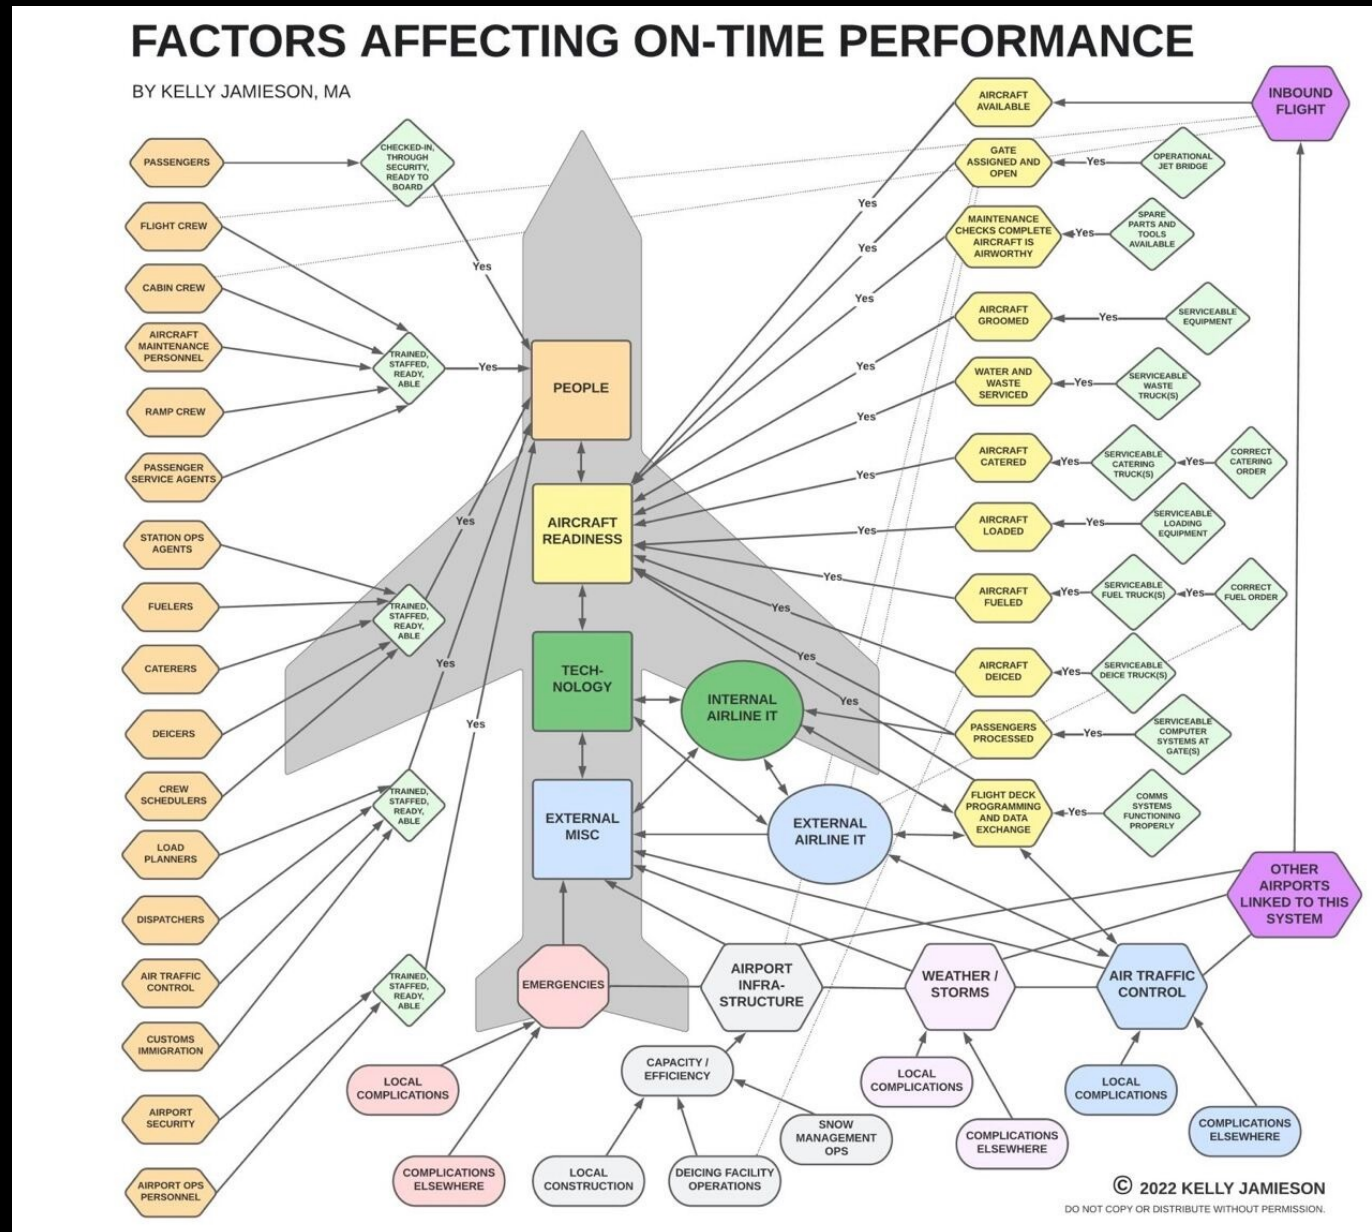 FACTORS AFFECTING ON-TIME PERFORMANCE
BY KELLY JAMIESON, MA
PASSENGERS
FLIGHT CREW
CABIN CREW
AIRCRAFT
MAINTENANCE
PERSONNEL
RAMP CREW
PASSENGER
SERVICE AGENTS
STATION OPS
AGENTS
FUELERS
CATERERS
DEICERS
CREW
SCHEDULERS
LOAD
PLANNERS
DISPATCHERS
AIR TRAFFIC
CONTROL
CUSTOMS
IMMIGRATION
AIRPORT
SECURITY
AIRPORT OPS
PERSONNEL
CHECKED-IN,
THROUGH
SECURITY,
READY TO
BOARD
Yes
TRAINED,
STAFFED,
READY,
ABLE
Yes
TRAINED,
STAFFED,
READY,
ABLE
Yes
TRAINED,
STAFFED,
READY,
ABLE
Yes
TRAINED,
STAFFED,
READY,
ABLE
Yes
PEOPLE
AIRCRAFT
READINESS
TECH-
NOLOGY
EXTERNAL
MISC
INTERNAL
AIRLINE IT
EXTERNAL
AIRLINE IT
Yes
Yes
Yes
Yes
Yes
Yes
Yes
Yes
Yes
Yes
Yes
AIRCRAFT
AVAILABLE
INBOUND
FLIGHT
GATE
ASSIGNED AND
OPEN
Yes
OPERATIONAL
JET BRIDGE
MAINTENANCE
CHECKS COMPLETE
AIRCRAFT IS
AIRWORTHY
Yes
SPARE
PARTS AND
TOOLS
AVAILABLE
AIRCRAFT
GROOMED
Yes
SERVICEABLE
EQUIPMENT
WATER AND
WASTE
SERVICED
Yes
SERVICEABLE
WASTE
TRUCK(S)
AIRCRAFT
CATERED
Yes
SERVICEABLE
CATERING
TRUCK(S)
Yes
CORRECT
CATERING
ORDER
AIRCRAFT
LOADED
Yes
SERVICEABLE
LOADING
EQUIPMENT
AIRCRAFT
FUELED
Yes
SERVICEABLE
FUEL TRUCK(S)
Yes
CORRECT
FUEL ORDER
AIRCRAFT
DEICED
Yes
SERVICEABLE
DEICE TRUCK(S)
PASSENGERS
PROCESSED
Yes
SERVICEABLE
COMPUTER
SYSTEMS AT
GATE(S)
FLIGHT DECK
PROGRAMMING
AND DATA
EXCHANGE
Yes
COMMS
SYSTEMS
FUNCTIONING
PROPERLY
OTHER
AIRPORTS
LINKED TO THIS
SYSTEM
EMERGENCIES
AIRPORT
INFRA-
STRUCTURE
WEATHER /
STORMS
AIR TRAFFIC
CONTROL
LOCAL
COMPLICATIONS
COMPLICATIONS
ELSEWHERE
CAPACITY /
EFFICIENCY
LOCAL
CONSTRUCTION
DEICING FACILITY
OPERATIONS
SNOW
MANAGEMENT
OPS
LOCAL
COMPLICATIONS
COMPLICATIONS
ELSEWHERE
LOCAL
COMPLICATIONS
COMPLICATIONS
ELSEWHERE
© 2022 KELLY JAMIESON
DO NOT COPY OR DISTRIBUTE WITHOUT PERMISSION.